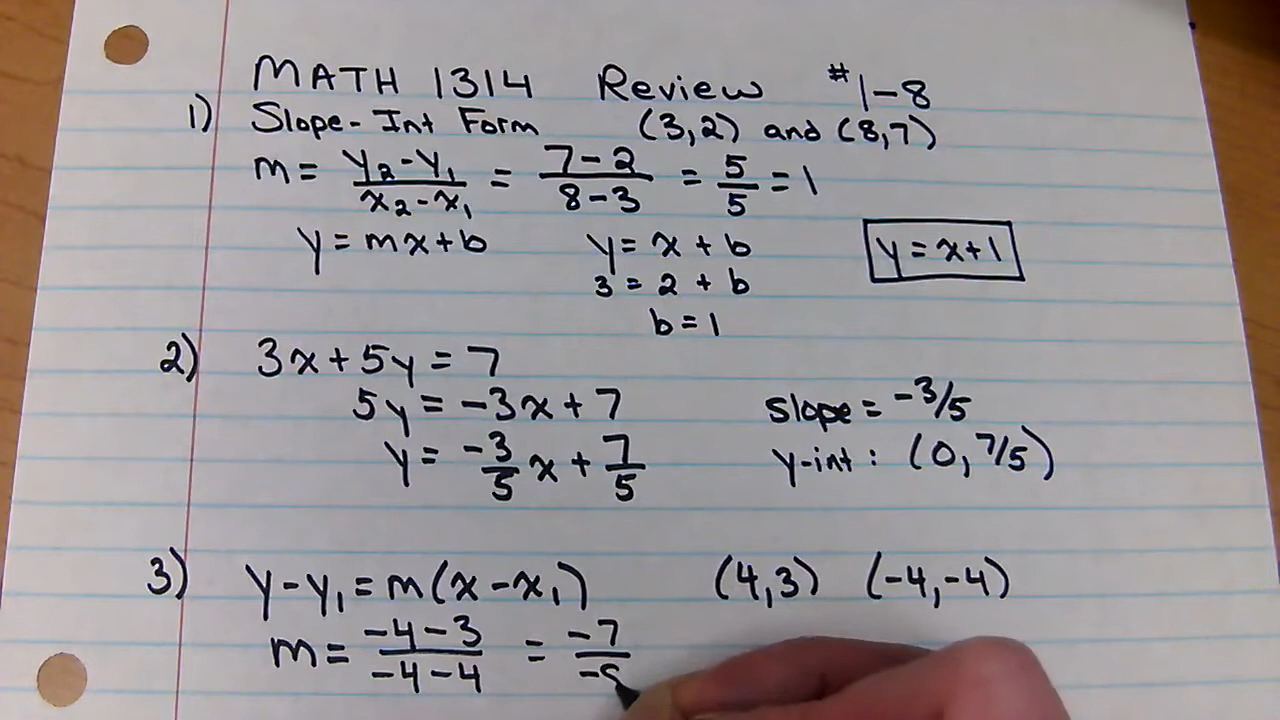 MATH 1314 Review #1-8
1) Slope-Int Form (3,2) and (8,7)
m = (y₂-y₁)/(x₂-x₁) = (7-2)/(8-3) = 5/5 = 1
y = mx+b y = x + b y = x+1
3 = 2 + b
b = 1
2) 3x+5y = 7
5y = -3x+7 slope = -3/5
y = -3/5 x + 7/5 y-int: (0, 7/5)
3) y-y₁ = m(x-x₁) (4,3) (-4,-4)
m = (-4-3)/(-4-4) = -7/-8